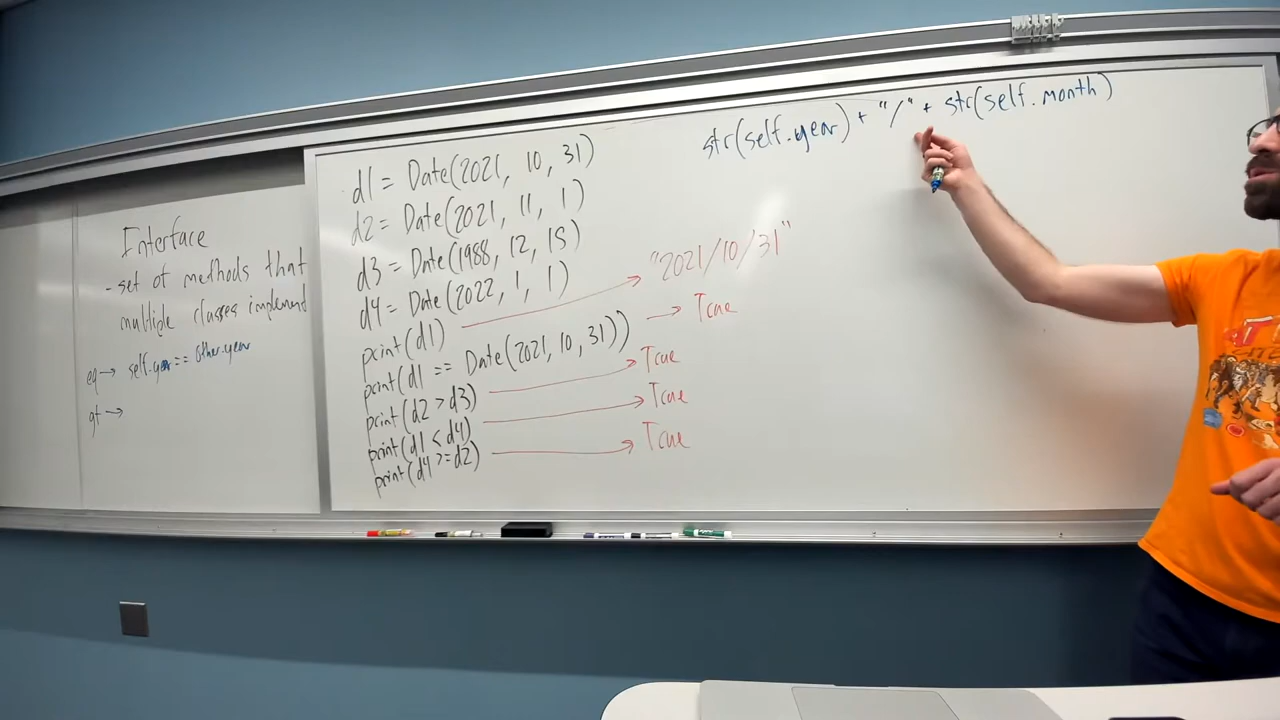 Interface
- set of methods that
multiple classes implement
eq → self.year == other.year
gt →
d1 = Date(2021, 10, 31)
d2 = Date(2021, 11, 1)
d3 = Date(1988, 12, 15)
d4 = Date(2022, 1, 1)
print(d1) → "2021/10/31"
print(d1 == Date(2021, 10, 31)) → True
print(d2 > d3) → True
print(d1 < d4) → True
print(d4 >= d2) → True
str(self.year) + "/" + str(self.month)